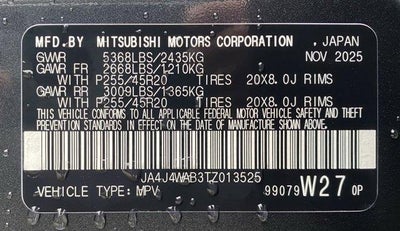 MFD.BY MITSUBISHI MOTORS CORPORATION, JAPAN
GVWR 5368LBS/2435KG NOV 2025
GAWR FR 2668LBS/1210KG
WITH P255/45R20 TIRES 20X8.0J RIMS
GAWR RR 3009LBS/1365KG
WITH P255/45R20 TIRES 20X8.0J RIMS
THIS VEHICLE CONFORMS TO ALL APPLICABLE FEDERAL MOTOR VEHICLE SAFETY AND THEFT PREVENTION STANDARDS IN EFFECT ON THE DATE OF MANUFACTURE SHOWN ABOVE.
JA4J4WAB3TZ013525
VEHICLE TYPE: MPV 99079 W27 0P